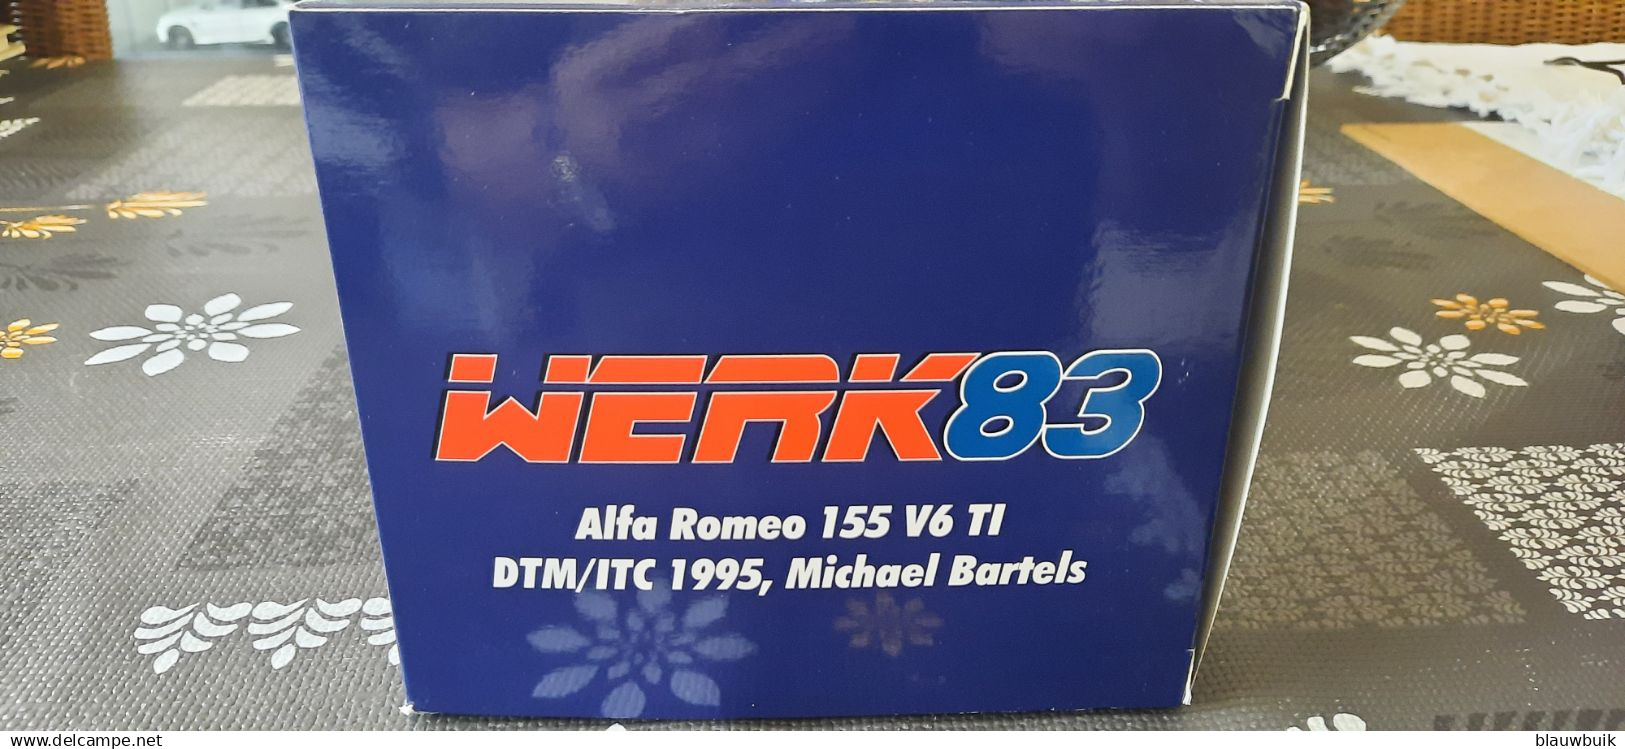 WERK83
Alfa Romeo 155 V6 TI
DTM/ITC 1995, Michael Bartels
www.delcampe.net
blauwbuik